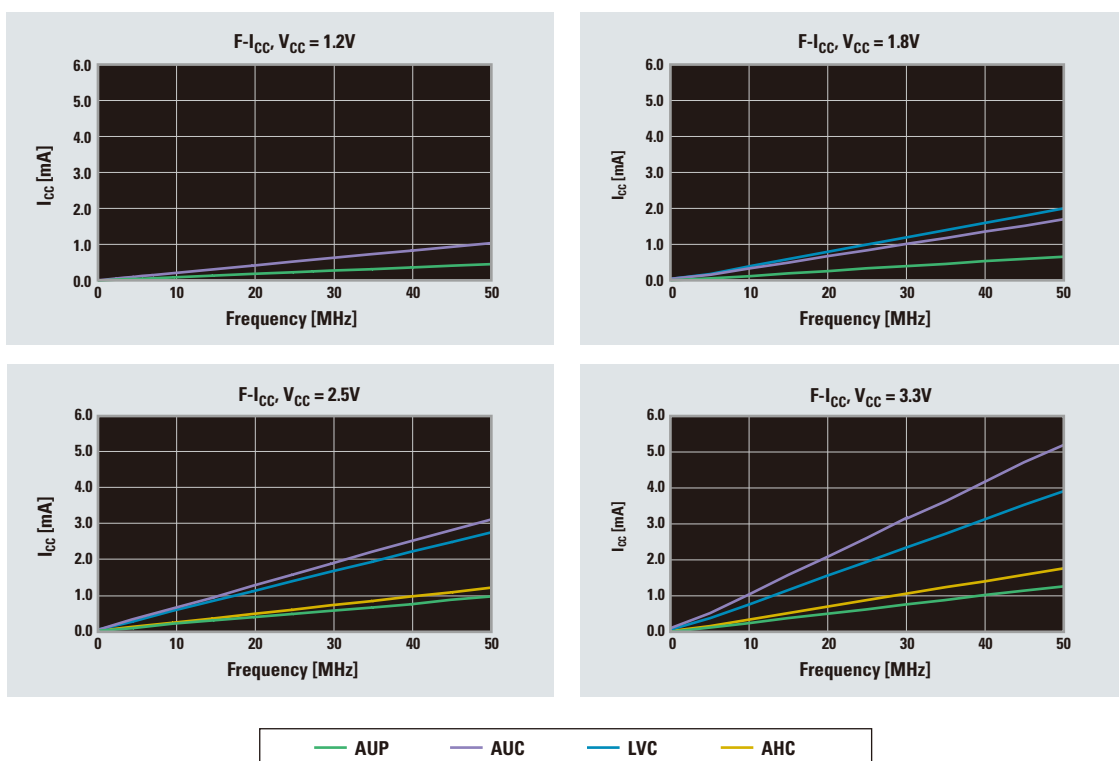 F-ICC, VCC = 1.2V
6.0
5.0
4.0
3.0
2.0
1.0
0.0
ICC [mA]
0 10 20 30 40 50
Frequency [MHz]
F-ICC, VCC = 1.8V
6.0
5.0
4.0
3.0
2.0
1.0
0.0
ICC [mA]
0 10 20 30 40 50
Frequency [MHz]
F-ICC, VCC = 2.5V
6.0
5.0
4.0
3.0
2.0
1.0
0.0
ICC [mA]
0 10 20 30 40 50
Frequency [MHz]
F-ICC, VCC = 3.3V
6.0
5.0
4.0
3.0
2.0
1.0
0.0
ICC [mA]
0 10 20 30 40 50
Frequency [MHz]
AUP AUC LVC AHC